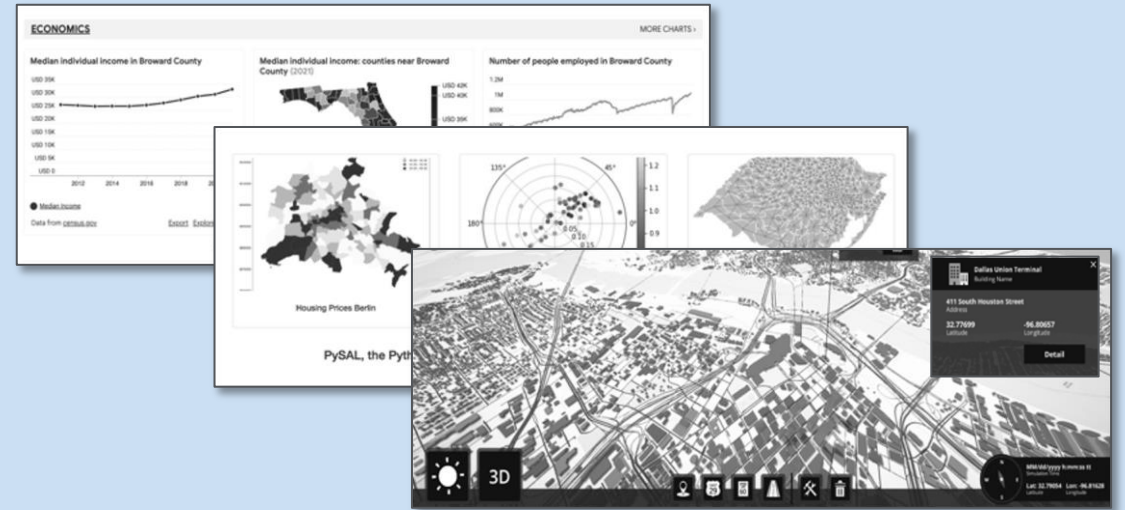 ECONOMICS
MORE CHARTS ›
Median individual income in Broward County
USD 35K
USD 30K
USD 25K
USD 20K
USD 15K
USD 10K
USD 5K
USD 0
2012 2014 2016 2018
Median Income
Data from census.gov
Export Explore
Median individual income: counties near Broward
County (2021)
USD 42K
USD 40K
USD 35K
Number of people employed in Broward County
1.2M
1M
800K
Housing Prices Berlin
135°
45°
180°
0°
0.05
0.10
0.15
1.2
1.1
1.0
0.9
PySAL, the Pyth
Dallas Union Terminal
Building Name
411 South Houston Street
Address
32.77699 -96.80657
Latitude Longitude
Detail
3D
MM/dd/yyyy h:mm:ss tt
Simulation Time
Lat: 32.79054 Lon: -96.81628
Latitude Longitude